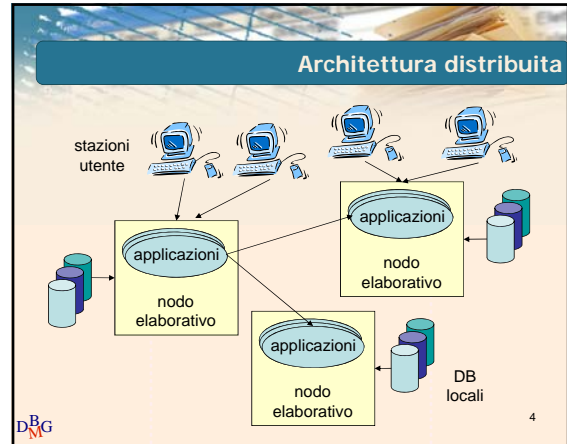 Architettura distribuita
stazioni
utente
applicazioni
nodo
elaborativo
applicazioni
nodo
elaborativo
applicazioni
nodo
elaborativo
DB
locali
DBMG
4